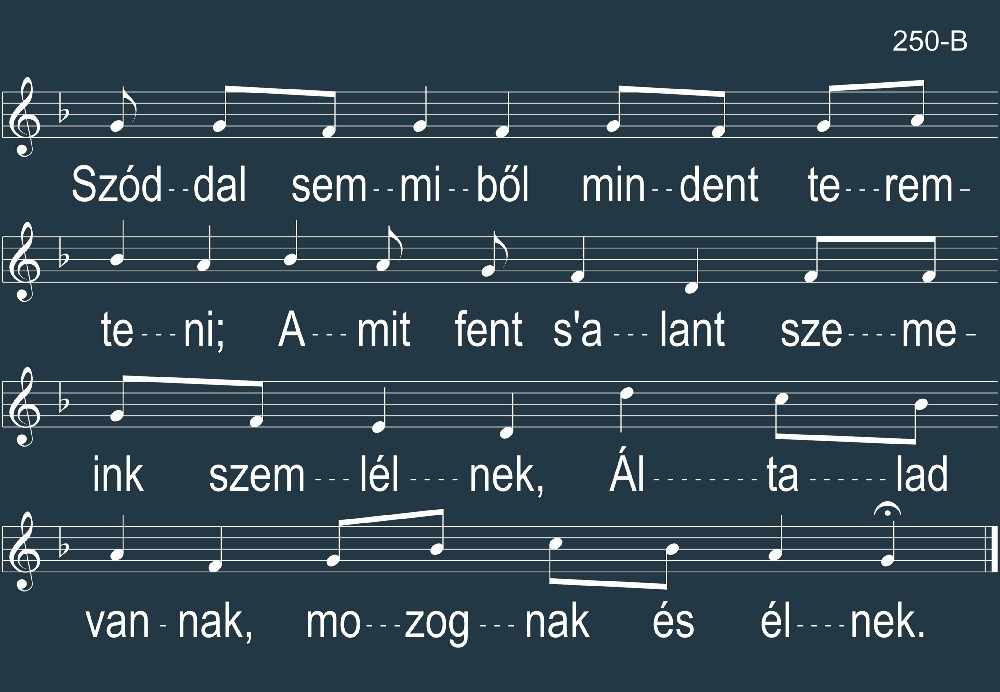 250-B
Szód--dal sem--mi--ből min--dent te---rem-
te----ni; A---mit fent s'a---lant sze----me-
ink szem---lél----nek, Ál--------ta------lad
van-nak, mo---zog---nak és él----nek.